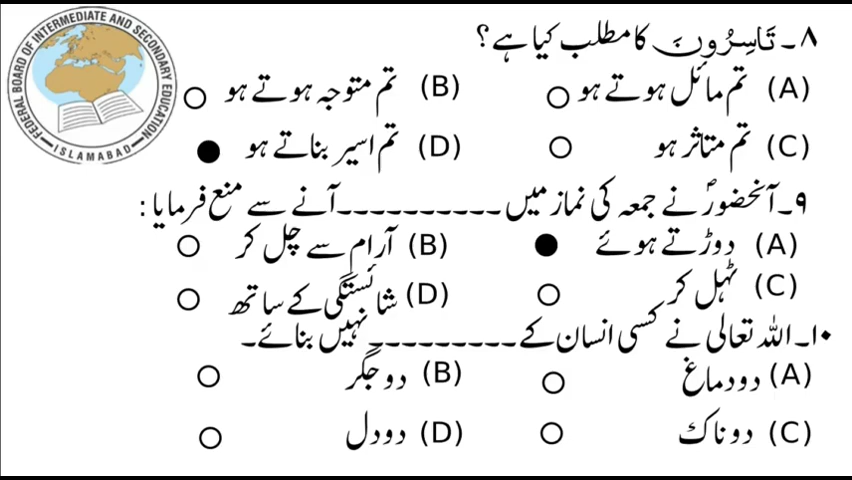 FEDERAL BOARD OF INTERMEDIATE AND SECONDARY EDUCATION
ISLAMABAD
۸۔ تَاسِرُونَ کا مطلب کیا ہے؟
(A) تم مائل ہوتے ہو (B) تم متوجہ ہوتے ہو
(C) تم متاثر ہو (D) تم اسیر بناتے ہو
۹۔ آنحضورؐ نے جمعہ کی نماز میں ----------آنے سے منع فرمایا:
(A) دوڑتے ہوئے (B) آرام سے چل کر
(C) ٹہل کر (D) شائستگی کے ساتھ
۱۰۔ اللہ تعالی نے کسی انسان کے ---------نہیں بنائے۔
(A) دو دماغ (B) دو جگر
(C) دو ناک (D) دو دل